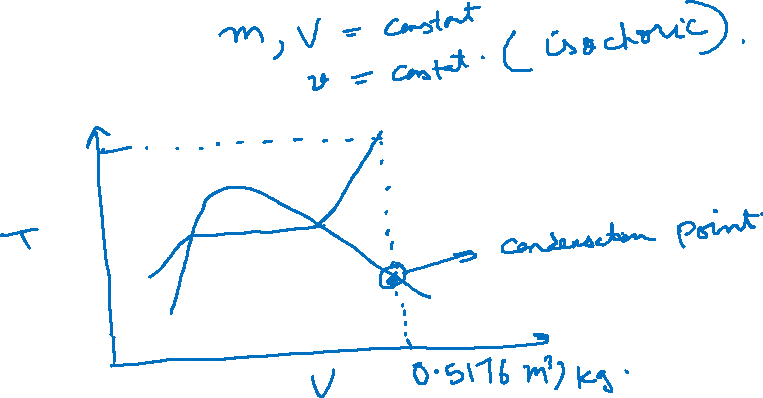 m, V = constant
v = constat. (isochoric).
T
condensation point.
V
0.5176 m³/kg.